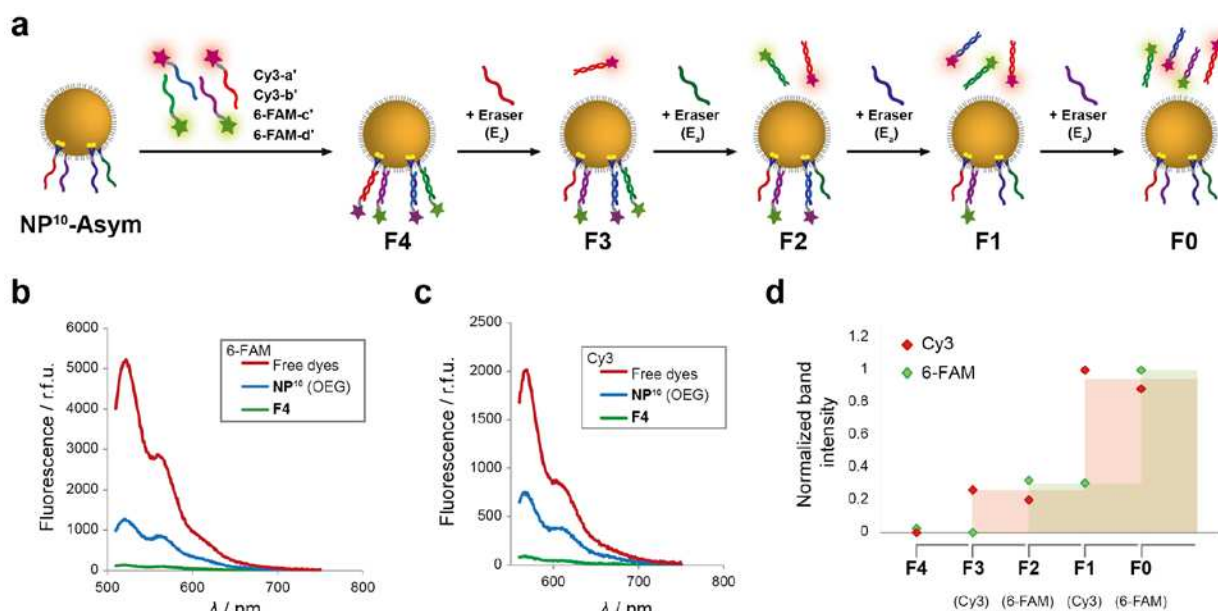 a
Cy3-a'
Cy3-b'
6-FAM-c'
6-FAM-d'
+ Eraser
(Eₐ)
+ Eraser
(Eₐ)
+ Eraser
(Eₐ)
+ Eraser
(Eₐ)
NP¹⁰-Asym
F4
F3
F2
F1
F0
b
6000
5000
4000
3000
2000
1000
0
500
600
700
800
Fluorescence / r.f.u.
λ / nm
6-FAM
Free dyes
NP¹⁰ (OEG)
F4
c
2500
2000
1500
1000
500
0
600
700
800
Fluorescence / r.f.u.
λ / nm
Cy3
Free dyes
NP¹⁰ (OEG)
F4
d
Normalized band
intensity
1.2
1
0.8
0.6
0.4
0.2
0
Cy3
6-FAM
F4
F3
F2
F1
F0
(Cy3)
(6-FAM)
(Cy3)
(6-FAM)